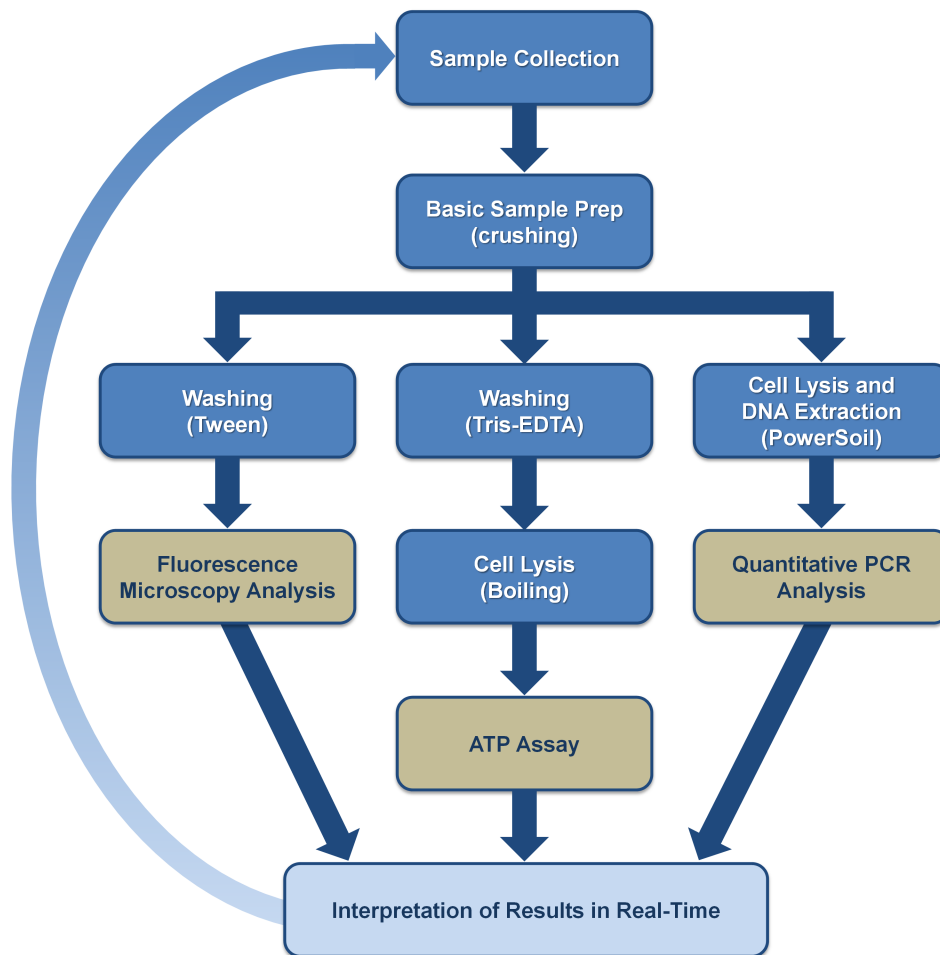 Sample Collection
Basic Sample Prep
(crushing)
Washing
(Tween)
Washing
(Tris-EDTA)
Cell Lysis and
DNA Extraction
(PowerSoil)
Fluorescence
Microscopy Analysis
Cell Lysis
(Boiling)
Quantitative PCR
Analysis
ATP Assay
Interpretation of Results in Real-Time